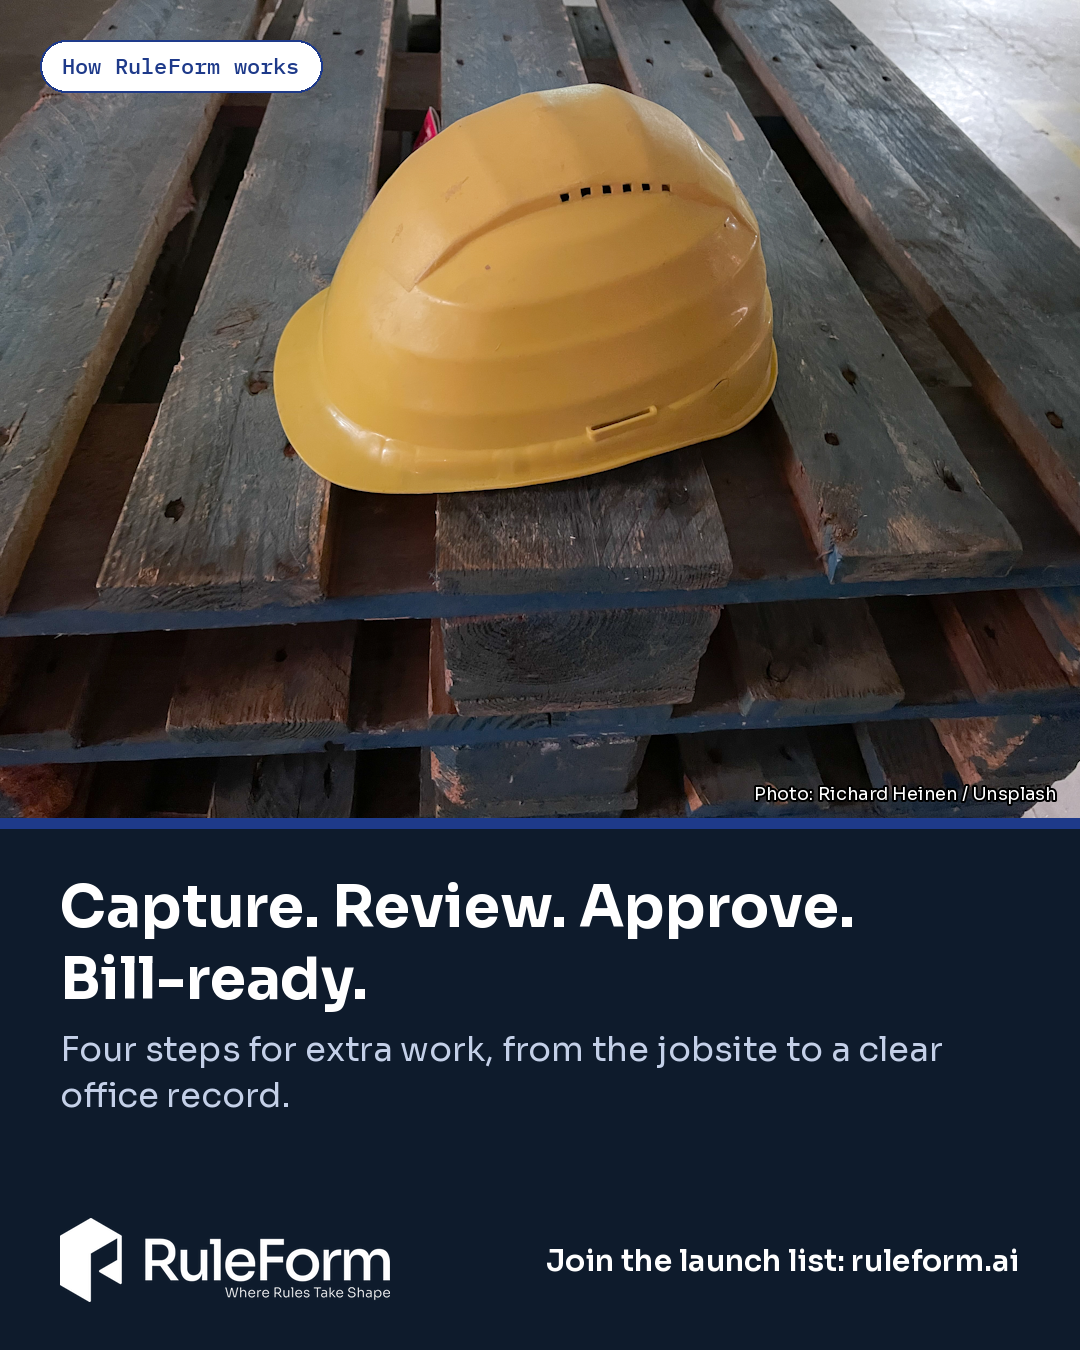 How RuleForm works
Photo: Richard Heinen / Unsplash
Capture. Review. Approve.
Bill-ready.
Four steps for extra work, from the jobsite to a clear
office record.
RuleForm
Where Rules Take Shape
Join the launch list: ruleform.ai